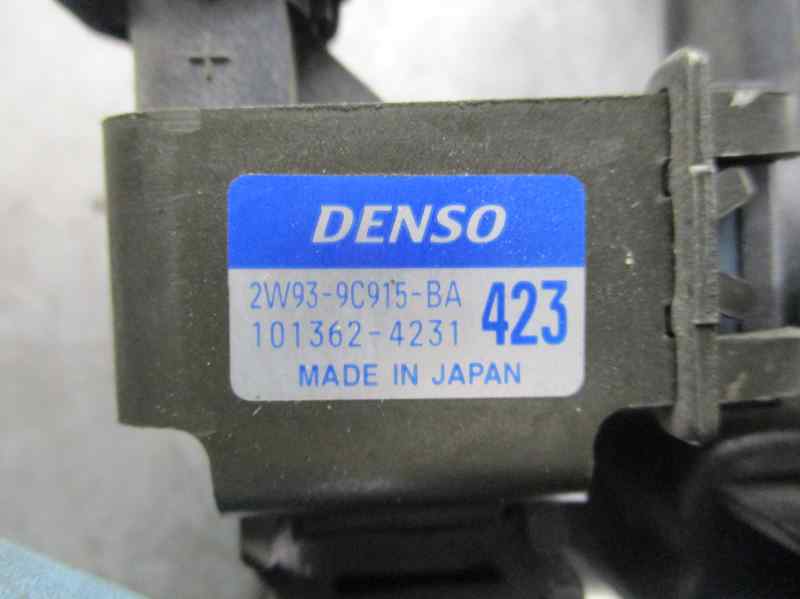 DENSO
2W93-9C915-BA
101362-4231 423
MADE IN JAPAN